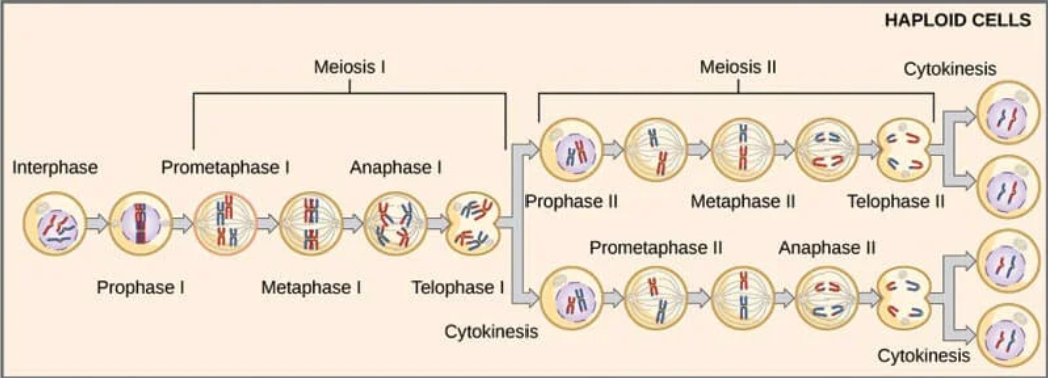 HAPLOID CELLS
Meiosis I
Meiosis II
Cytokinesis
Interphase
Prometaphase I
Anaphase I
Prophase II
Metaphase II
Telophase II
Prometaphase II
Anaphase II
Prophase I
Metaphase I
Telophase I
Cytokinesis
Cytokinesis